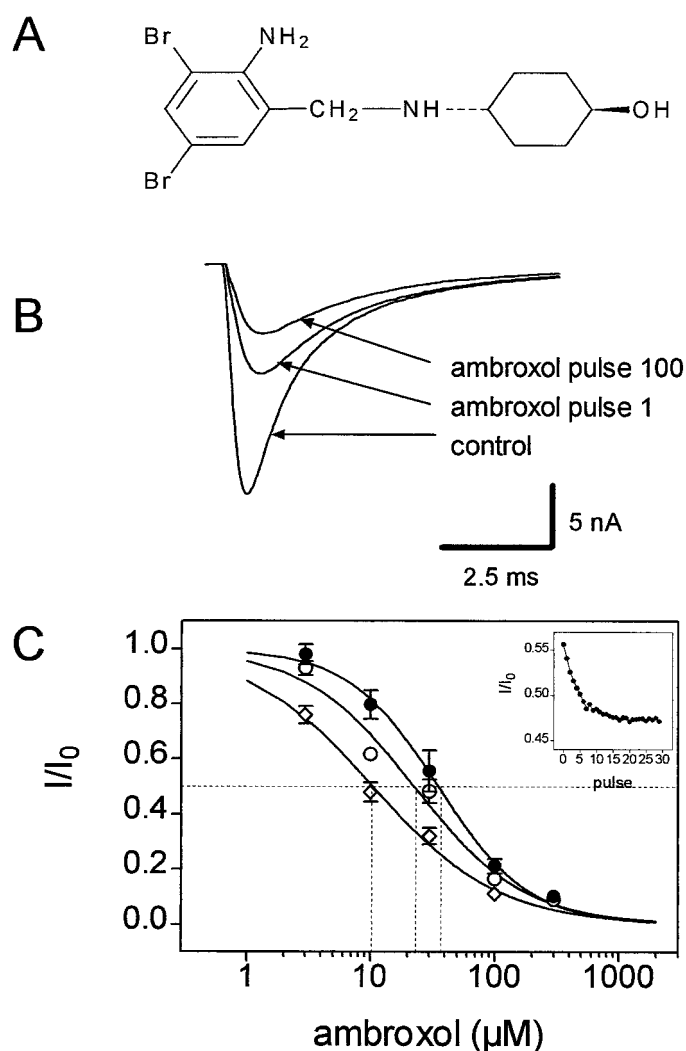 A
Br
NH₂
CH₂
NH
OH
Br
B
ambroxol pulse 100
ambroxol pulse 1
control
5 nA
2.5 ms
C
1.0
0.8
0.6
0.4
0.2
0.0
I/I₀
1
10
100
1000
ambroxol (µM)
0.55
0.50
0.45
I/I₀
0 5 10 15 20 25 30
pulse